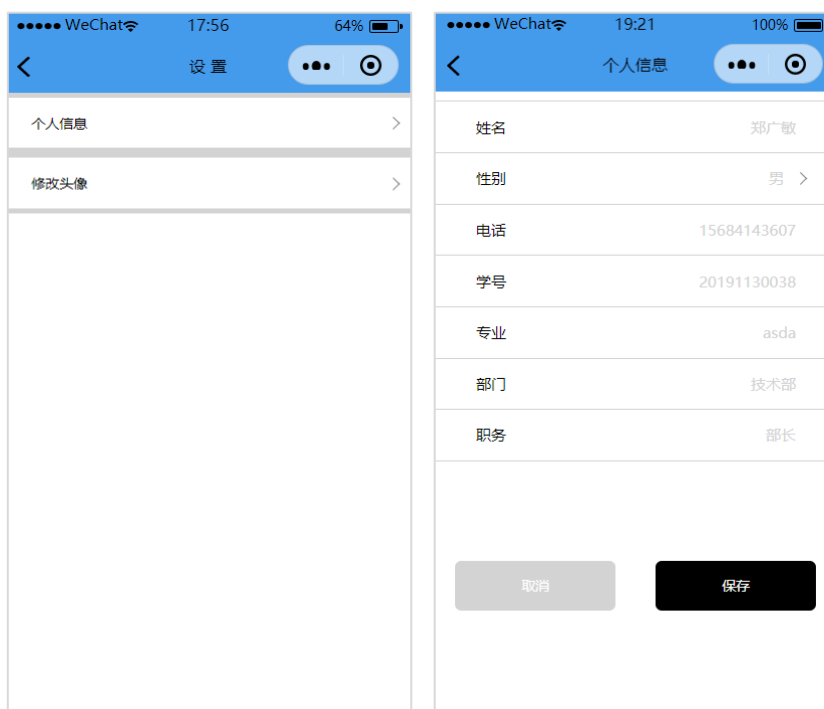 ●●●●● WeChat 17:56 64%
设 置
个人信息
修改头像
●●●●● WeChat 19:21 100%
个人信息
姓名 郑广敏
性别 男
电话 15684143607
学号 20191130038
专业 asda
部门 技术部
职务 部长
取消 保存